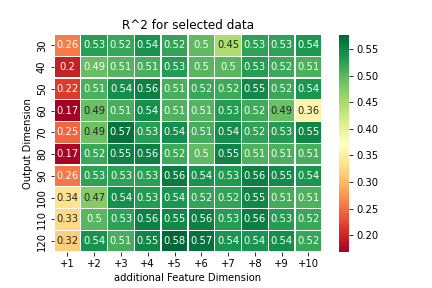 R^2 for selected data
30 0.26 0.53 0.52 0.54 0.52 0.5 0.45 0.53 0.53 0.54
40 0.2 0.49 0.51 0.51 0.53 0.5 0.5 0.53 0.52 0.52
50 0.22 0.51 0.54 0.56 0.51 0.52 0.52 0.55 0.52 0.54
60 0.17 0.49 0.51 0.54 0.51 0.51 0.53 0.52 0.49 0.36
70 0.25 0.49 0.57 0.53 0.54 0.51 0.54 0.52 0.53 0.55
80 0.17 0.52 0.55 0.56 0.52 0.5 0.55 0.51 0.51 0.51
90 0.26 0.53 0.53 0.53 0.56 0.54 0.53 0.56 0.55 0.54
100 0.34 0.47 0.54 0.53 0.54 0.53 0.52 0.55 0.51 0.51
110 0.33 0.5 0.53 0.56 0.55 0.56 0.53 0.56 0.53 0.54
120 0.32 0.54 0.51 0.55 0.58 0.57 0.54 0.54 0.54 0.52
+1 +2 +3 +4 +5 +6 +7 +8 +9 +10
additional Feature Dimension
Output Dimension
0.55
0.50
0.45
0.40
0.35
0.30
0.25
0.20